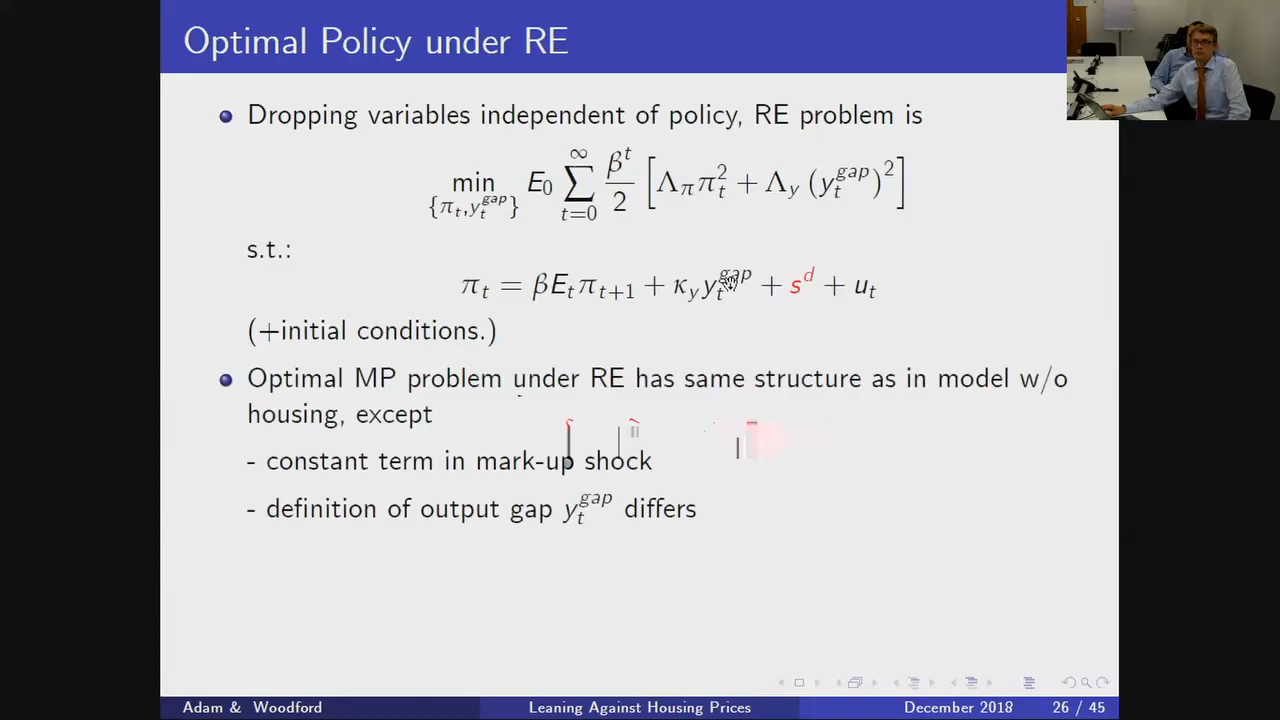 Optimal Policy under RE
Dropping variables independent of policy, RE problem is
min_{\{π_t, y_t^{gap}\}} E_0 ∑_{t=0}^{∞} \frac{β^t}{2} [Λ_π π_t^2 + Λ_y (y_t^{gap})^2]
s.t.:
π_t = βE_t π_{t+1} + κ_y y_t^{gap} + s^d + u_t
(+initial conditions.)
Optimal MP problem under RE has same structure as in model w/o
housing, except
- constant term in mark-up shock
- definition of output gap y_t^{gap} differs
Adam & Woodford Leaning Against Housing Prices December 2018 26 / 45